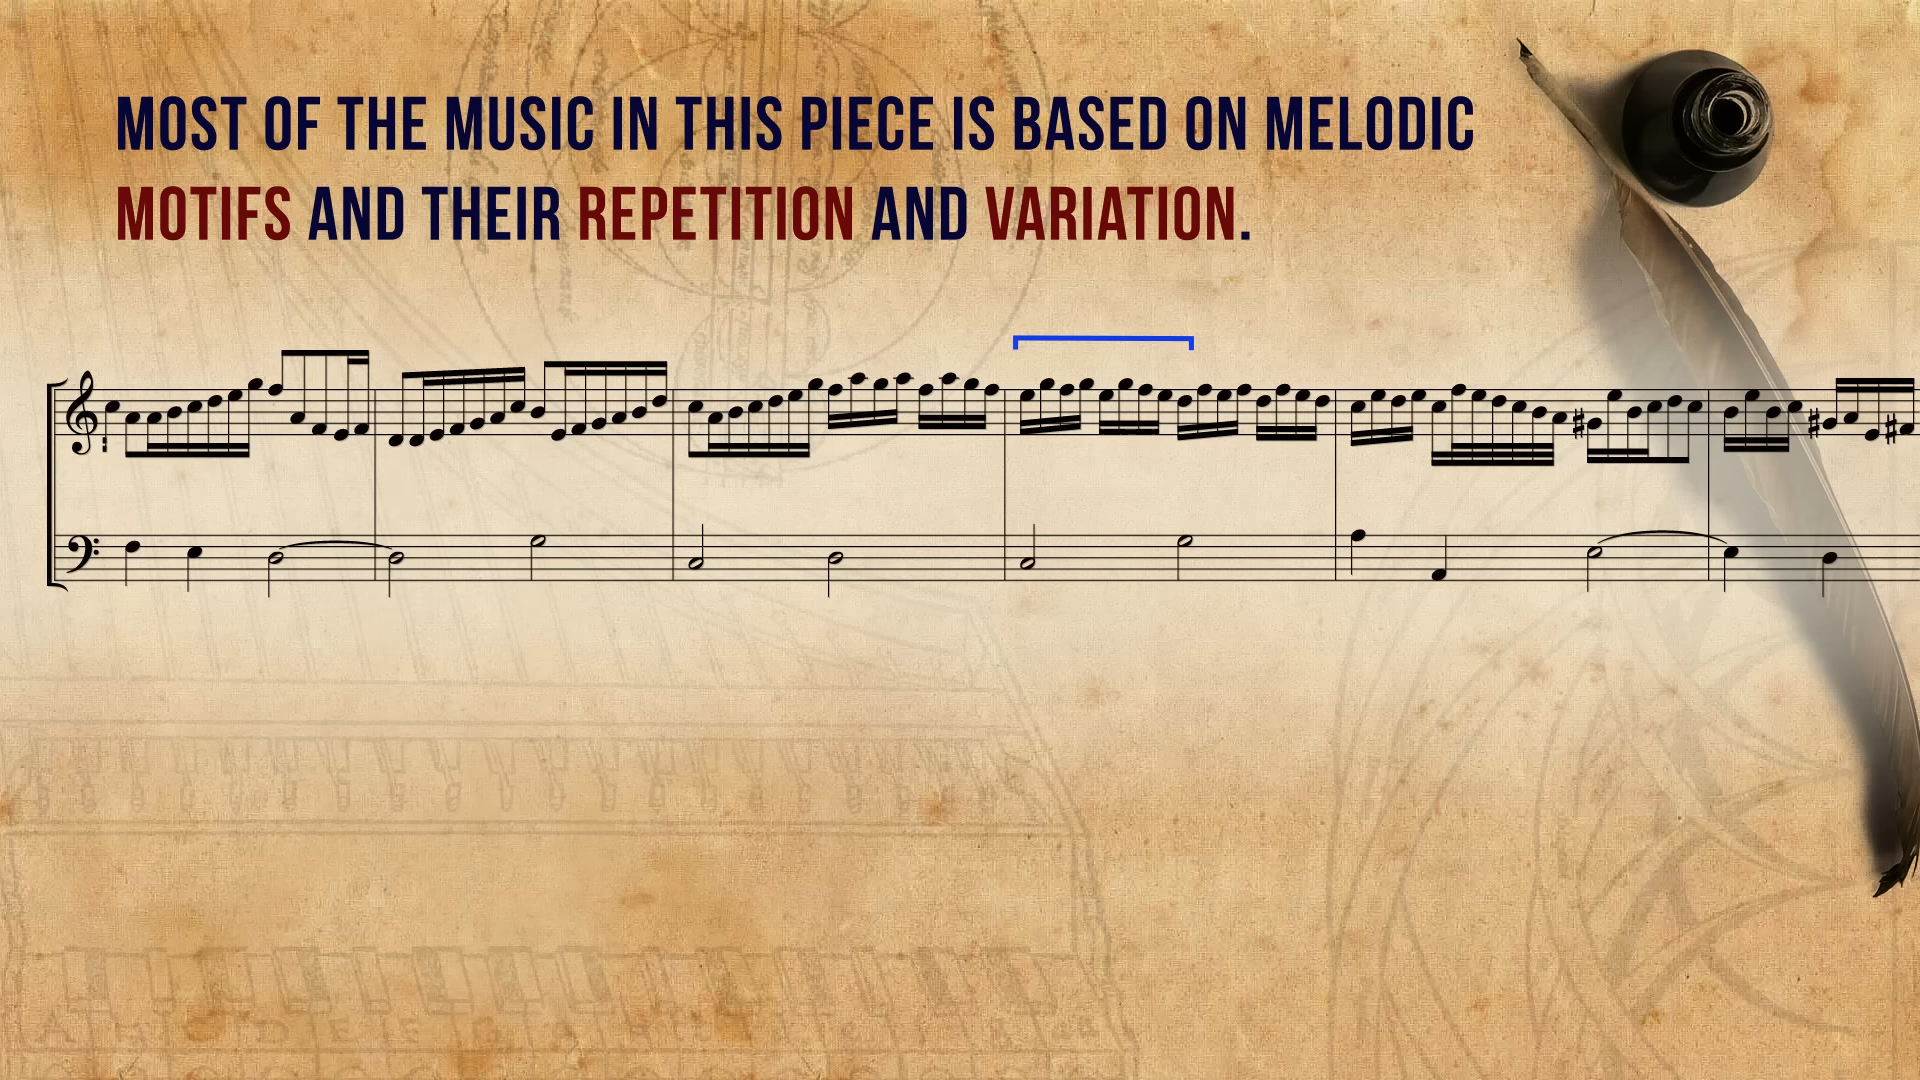 MOST OF THE MUSIC IN THIS PIECE IS BASED ON MELODIC
MOTIFS AND THEIR REPETITION AND VARIATION.